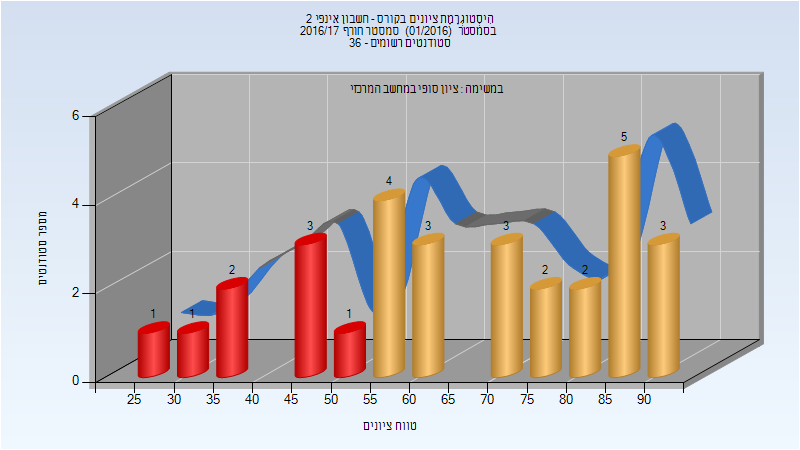 היסטוגרמת ציונים בקורס - חשבון אינפי 2
בסמסטר (01/2016) סמסטר חורף 2016/17
סטודנטים רשומים - 36
במשימה : ציון סופי במחשב המרכזי
מספר סטודנטים
6
4
2
0
1
1
2
3
1
4
3
3
2
2
5
3
25 30 35 40 45 50 55 60 65 70 75 80 85 90
טווח ציונים